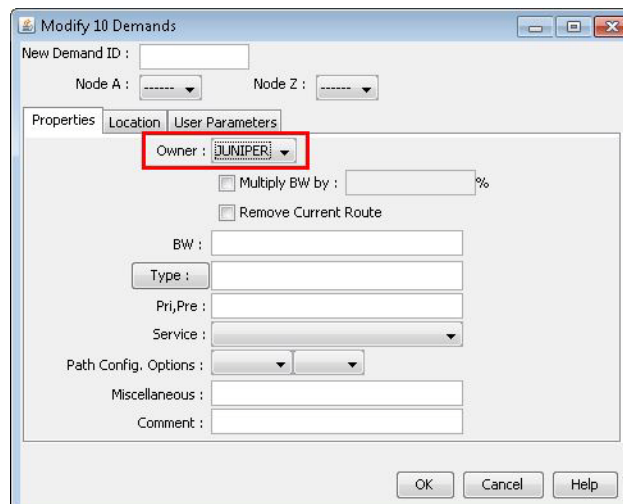 Modify 10 Demands
New Demand ID :
Node A : ------ Node Z : ------
Properties Location User Parameters
Owner : JUNIPER
Multiply BW by : %
Remove Current Route
BW :
Type :
Pri,Pre :
Service :
Path Config. Options :
Miscellaneous :
Comment :
OK Cancel Help